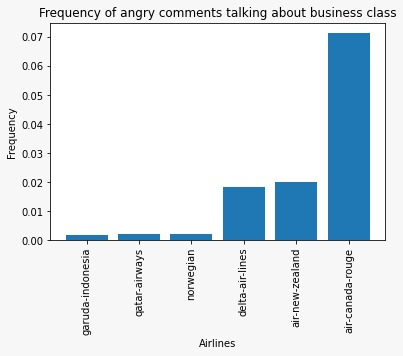 Frequency of angry comments talking about business class
0.07
0.06
0.05
0.04
0.03
0.02
0.01
0.00
Frequency
garuda-indonesia
qatar-airways
norwegian
delta-air-lines
air-new-zealand
air-canada-rouge
Airlines